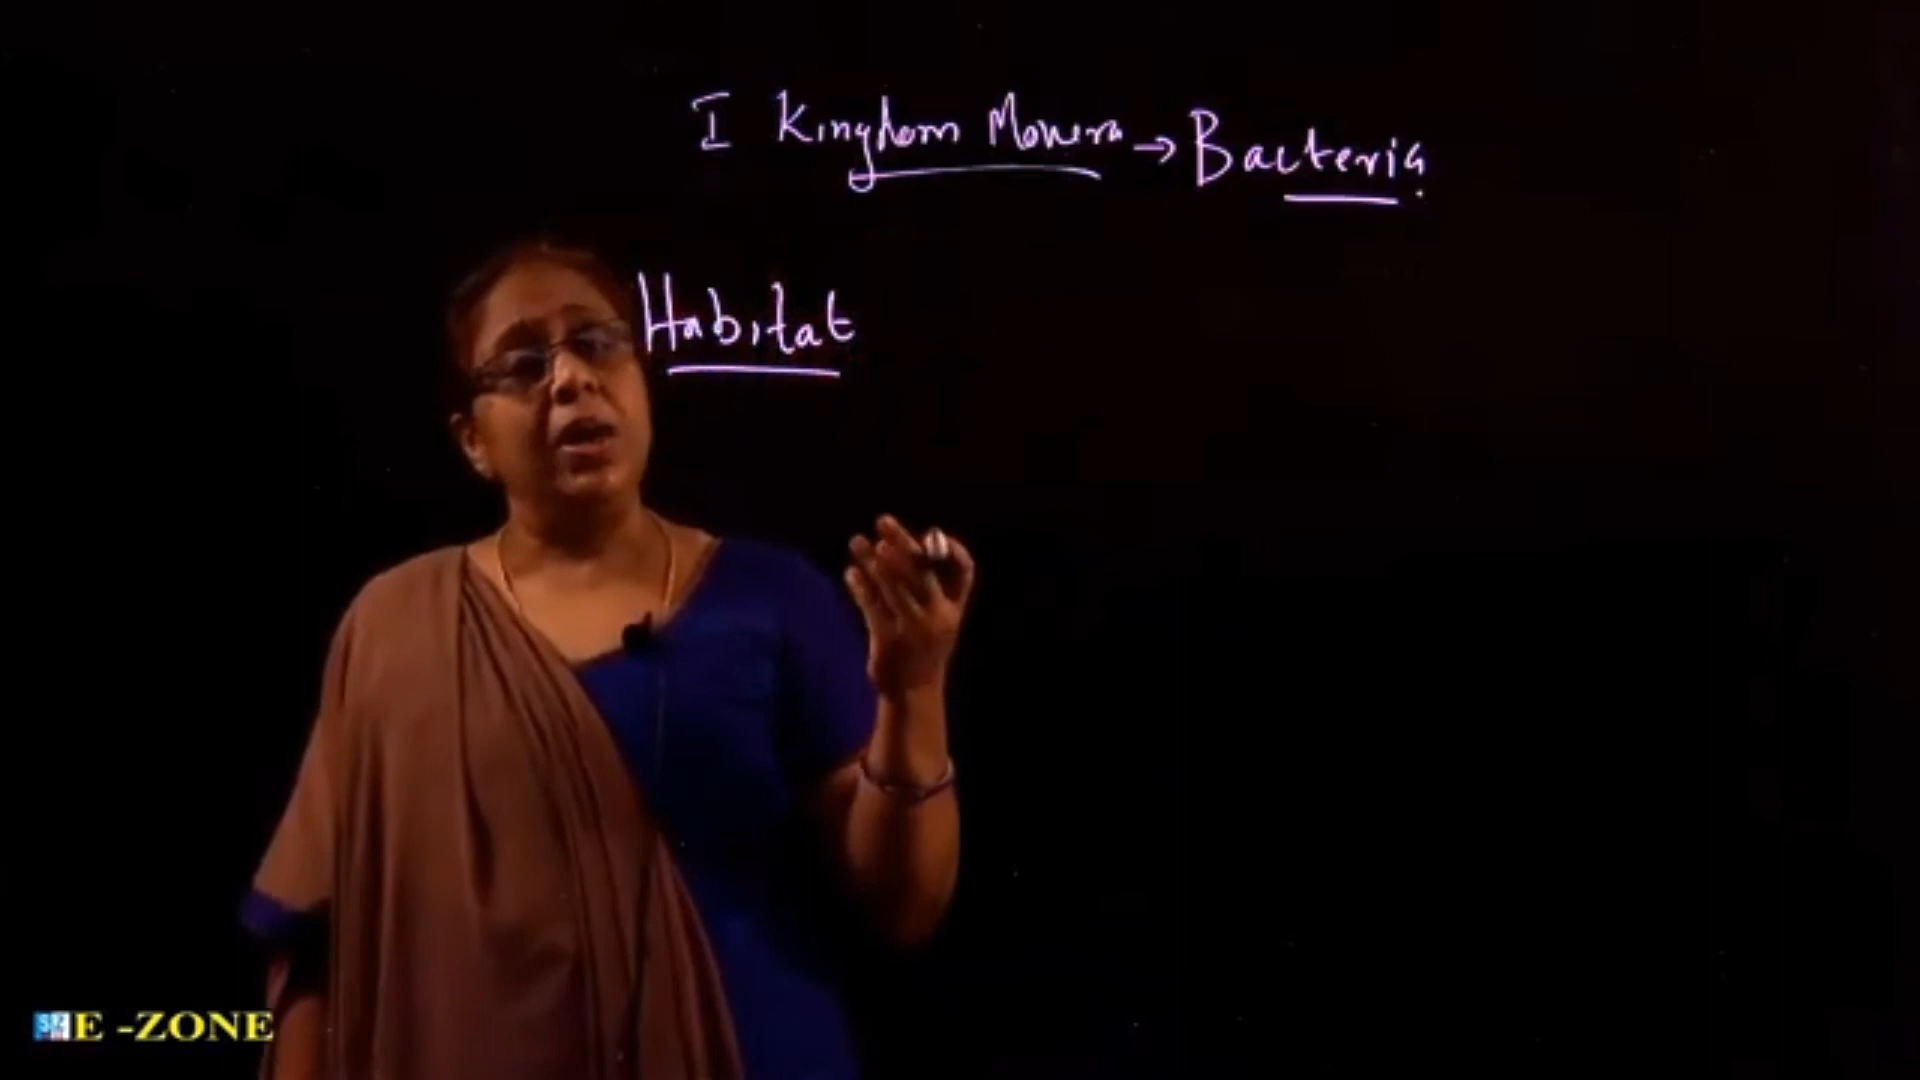 I Kingdom Monera → Bacteria
Habitat
E -ZONE